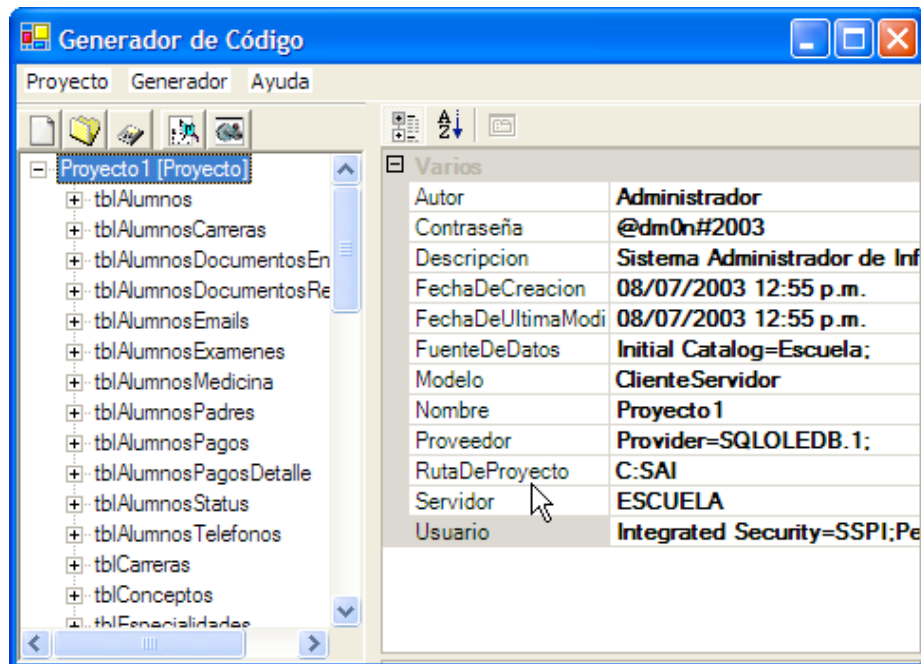 Generador de Código
Proyecto Generador Ayuda
Proyecto1 [Proyecto]
tblAlumnos
tblAlumnosCarreras
tblAlumnosDocumentosEn
tblAlumnosDocumentosRe
tblAlumnosEmails
tblAlumnosExamenes
tblAlumnosMedicina
tblAlumnosPadres
tblAlumnosPagos
tblAlumnosPagosDetalle
tblAlumnosStatus
tblAlumnosTelefonos
tblCarreras
tblConceptos
tblEspecialidades
Varios
Autor Administrador
Contraseña @dm0n#2003
Descripcion Sistema Administrador de Inf
FechaDeCreacion 08/07/2003 12:55 p.m.
FechaDeUltimaModi 08/07/2003 12:55 p.m.
FuenteDeDatos Initial Catalog=Escuela;
Modelo ClienteServidor
Nombre Proyecto1
Proveedor Provider=SQLOLEDB.1;
RutaDeProyecto C:SAI
Servidor ESCUELA
Usuario Integrated Security=SSPI;Pe